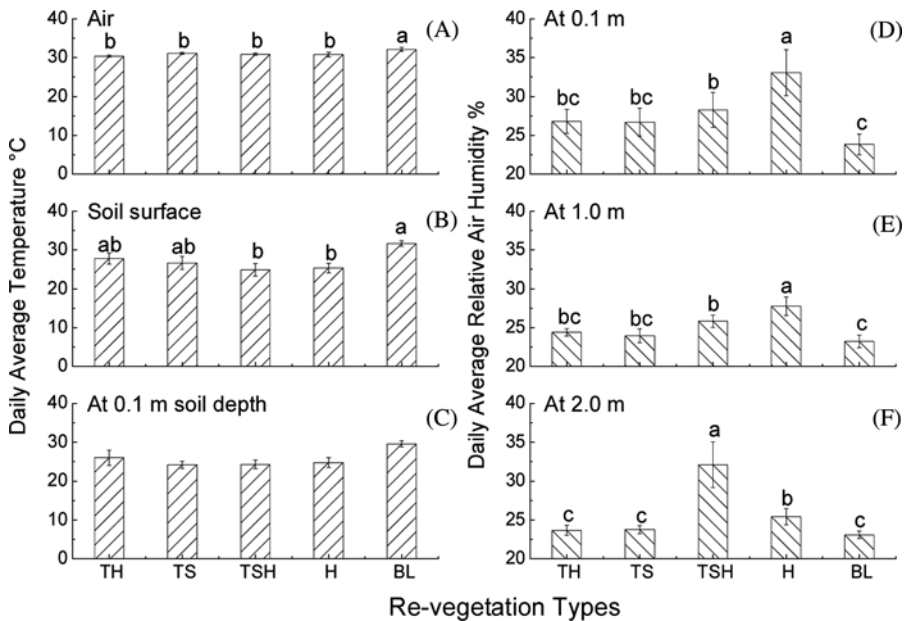 Daily Average Temperature °C
Air
(A)
40
30
20
10
0
b
b
b
b
a
Soil surface
(B)
40
30
20
10
0
ab
ab
b
b
a
At 0.1 m soil depth
(C)
40
30
20
10
0
TH
TS
TSH
H
BL
Daily Average Relative Air Humidity %
At 0.1 m
(D)
40
35
30
25
20
bc
bc
b
a
c
At 1.0 m
(E)
40
35
30
25
20
bc
bc
b
a
c
At 2.0 m
(F)
40
35
30
25
20
c
c
a
b
c
TH
TS
TSH
H
BL
Re-vegetation Types